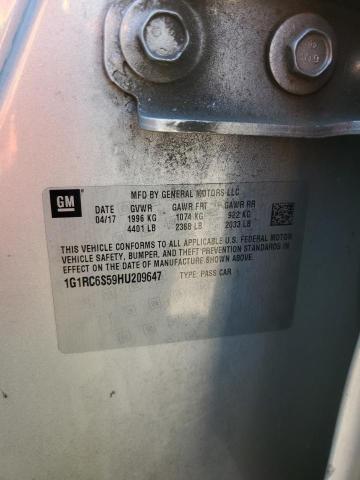 GM
MFD BY GENERAL MOTORS LLC
DATE GVWR GAWR FRT GAWR RR
04/17 1996 KG 1074 KG 922 KG
4401 LB 2368 LB 2033 LB
THIS VEHICLE CONFORMS TO ALL APPLICABLE U.S. FEDERAL MOTOR
VEHICLE SAFETY, BUMPER, AND THEFT PREVENTION STANDARDS
IN EFFECT ON THE DATE OF MANUFACTURE SHOWN ABOVE.
1G1RC6S59HU209647 TYPE: PASS CAR